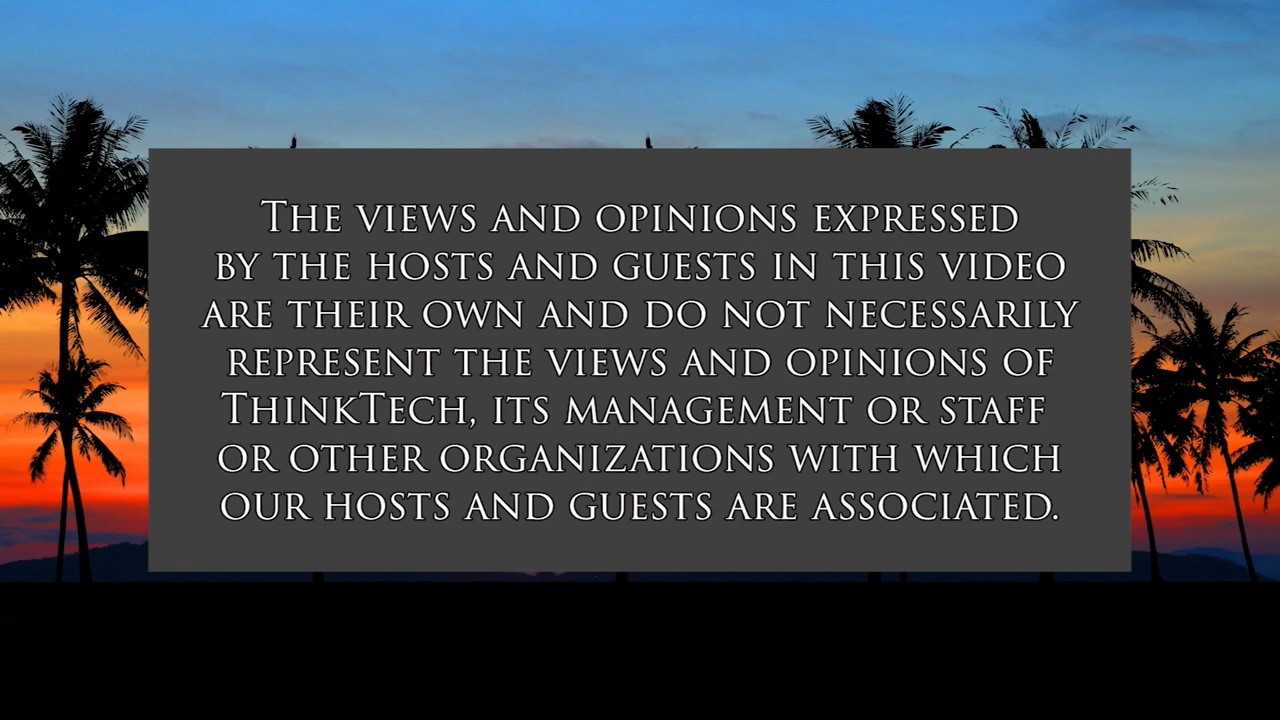 The views and opinions expressed
by the hosts and guests in this video
are their own and do not necessarily
represent the views and opinions of
ThinkTech, its management or staff
or other organizations with which
our hosts and guests are associated.